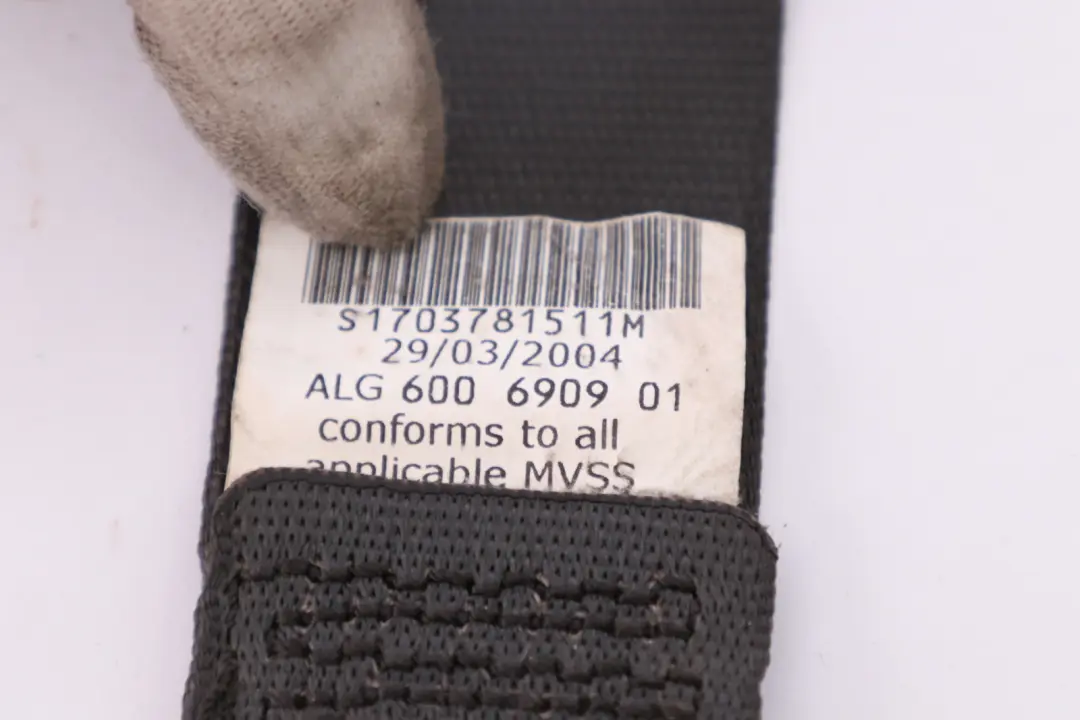 S1703781511M
29/03/2004
ALG 600 6909 01
conforms to all
applicable MVSS